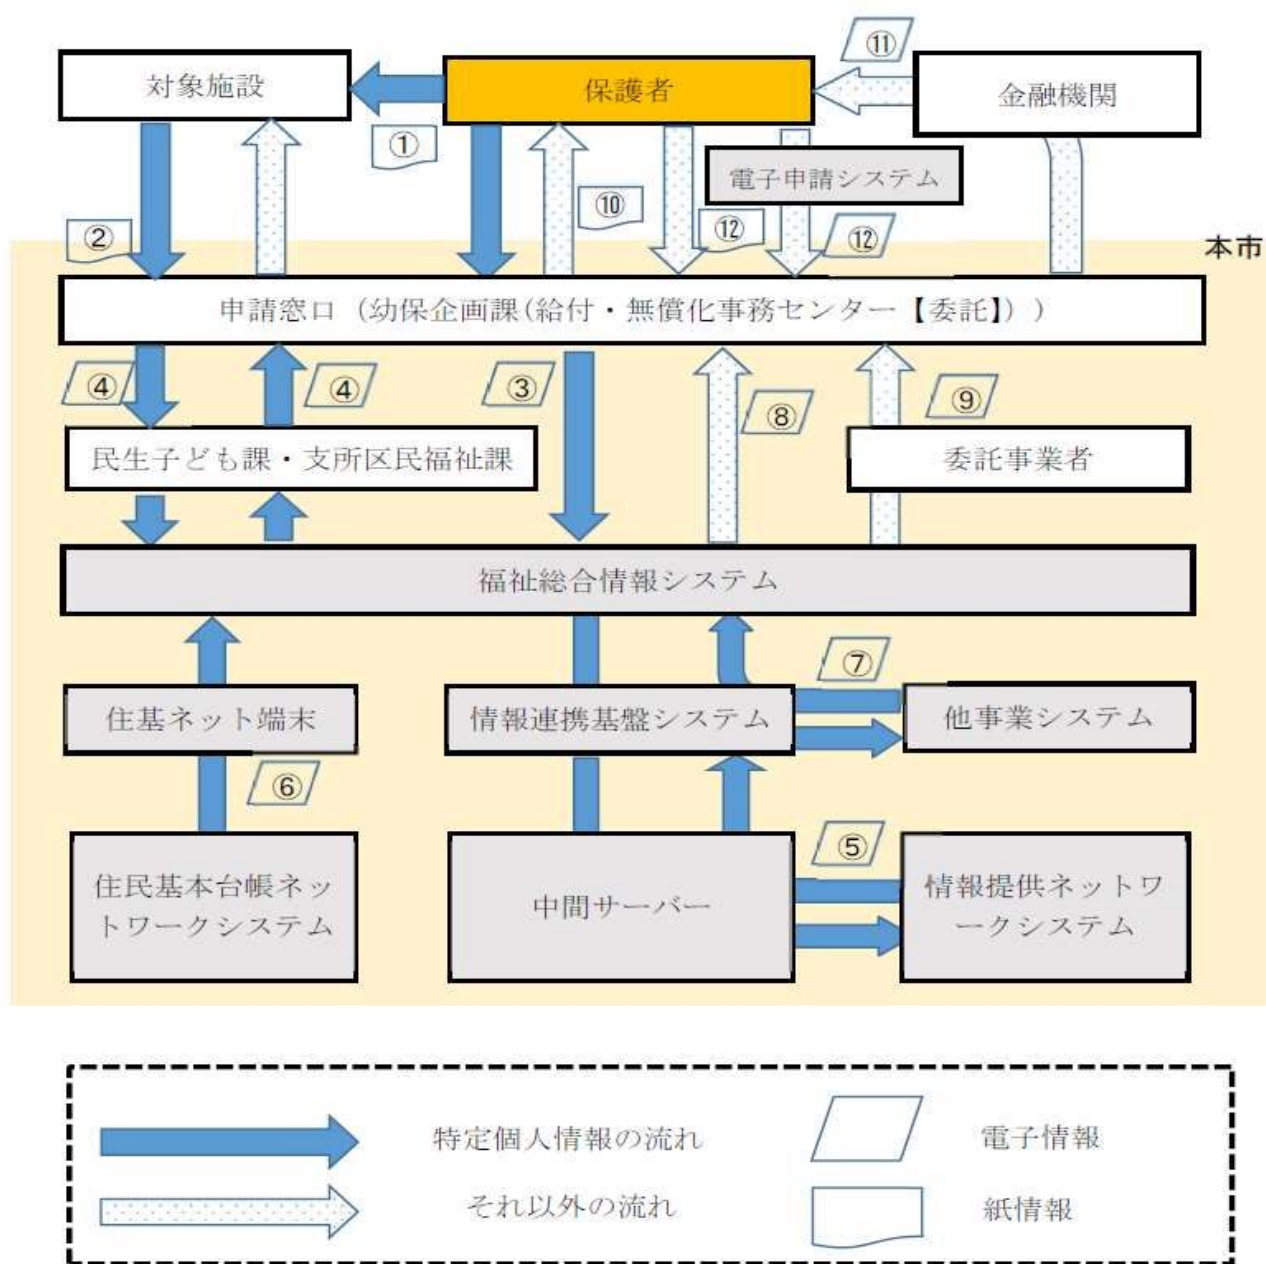 ⑪
対象施設
保護者
金融機関
①
電子申請システム
⑩
②
⑫
⑫
本市
申請窓口（幼保企画課(給付・無償化事務センター【委託】)）
④
④
③
⑧
⑨
民生子ども課・支所区民福祉課
委託事業者
福祉総合情報システム
⑦
住基ネット端末
情報連携基盤システム
他事業システム
⑥
⑤
住民基本台帳ネッ
トワークシステム
中間サーバー
情報提供ネットワ
ークシステム
特定個人情報の流れ
電子情報
それ以外の流れ
紙情報